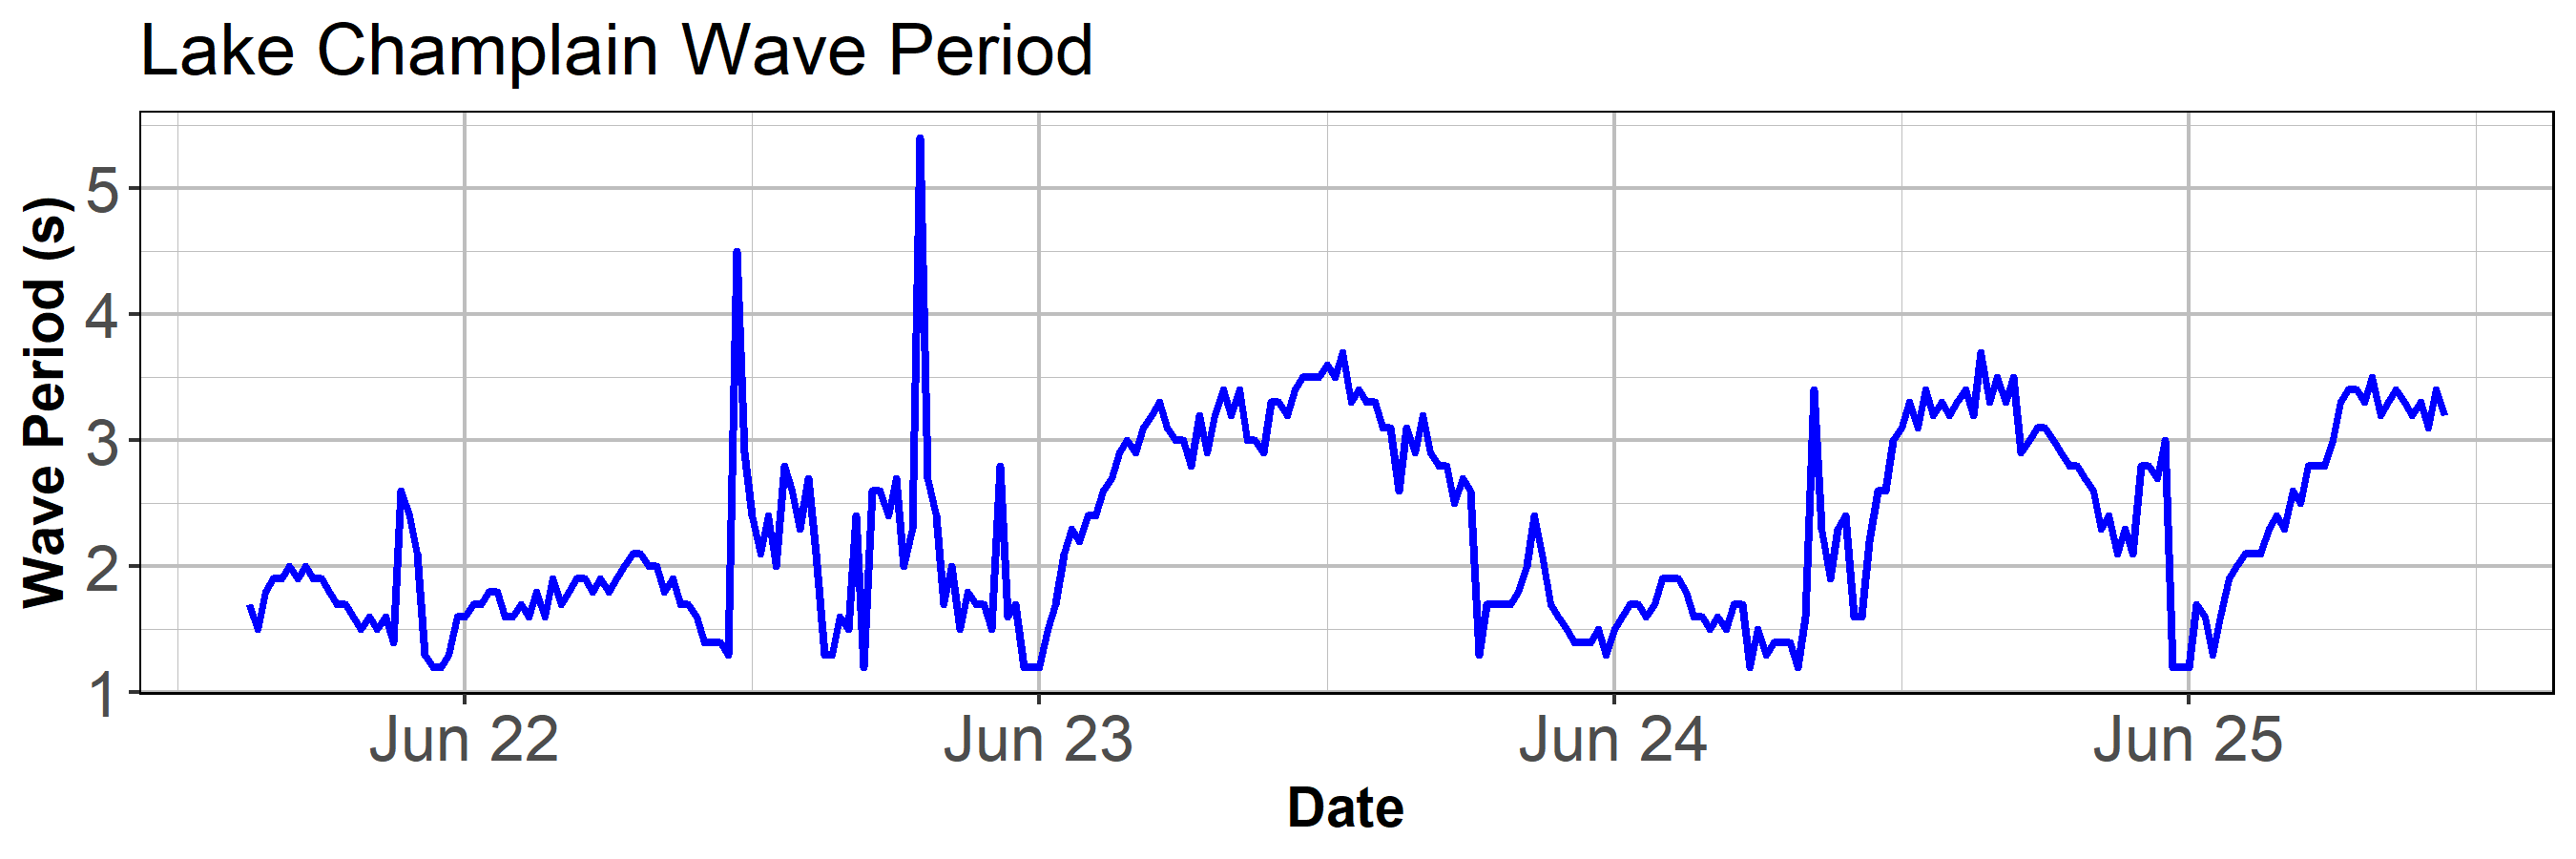 Lake Champlain Wave Period
Wave Period (s)
5
4
3
2
1
Jun 22
Jun 23
Jun 24
Jun 25
Date